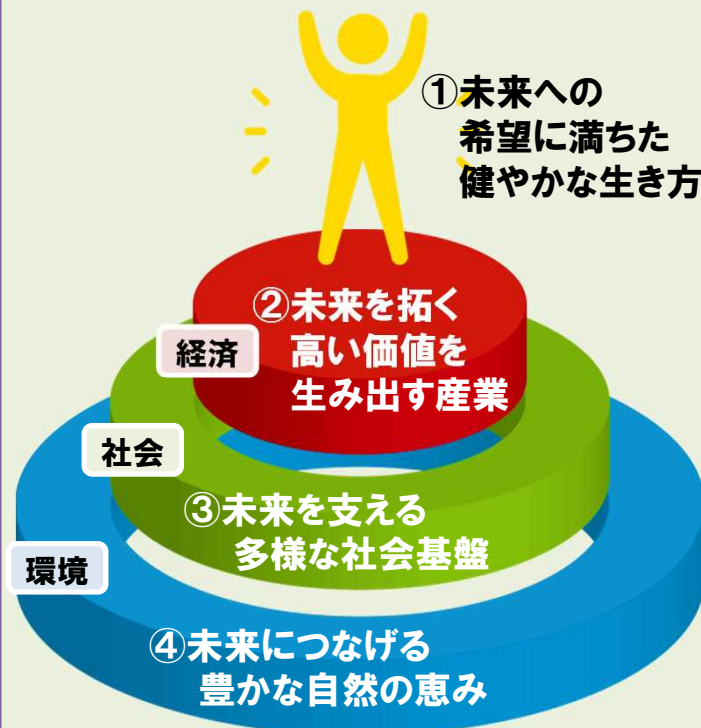 ①未来への
希望に満ちた
健やかな生き方
②未来を拓く
高い価値を
生み出す産業
経済
社会
③未来を支える
多様な社会基盤
環境
④未来につなげる
豊かな自然の恵み